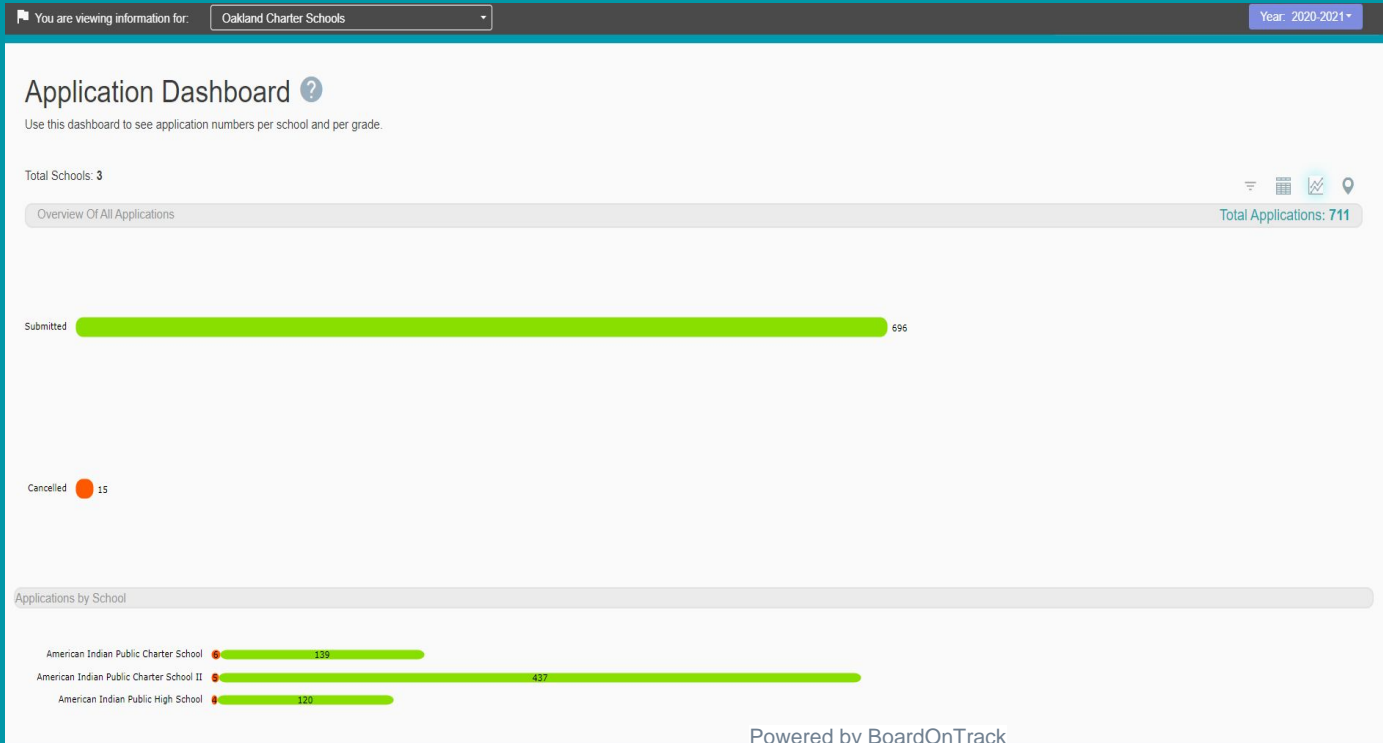 You are viewing information for: Oakland Charter Schools Year: 2020-2021
Application Dashboard ?
Use this dashboard to see application numbers per school and per grade.
Total Schools: 3
Overview Of All Applications Total Applications: 711
Submitted 696
Cancelled 15
Applications by School
American Indian Public Charter School 6 139
American Indian Public Charter School II 5 437
American Indian Public High School 4 120
Powered by BoardOnTrack